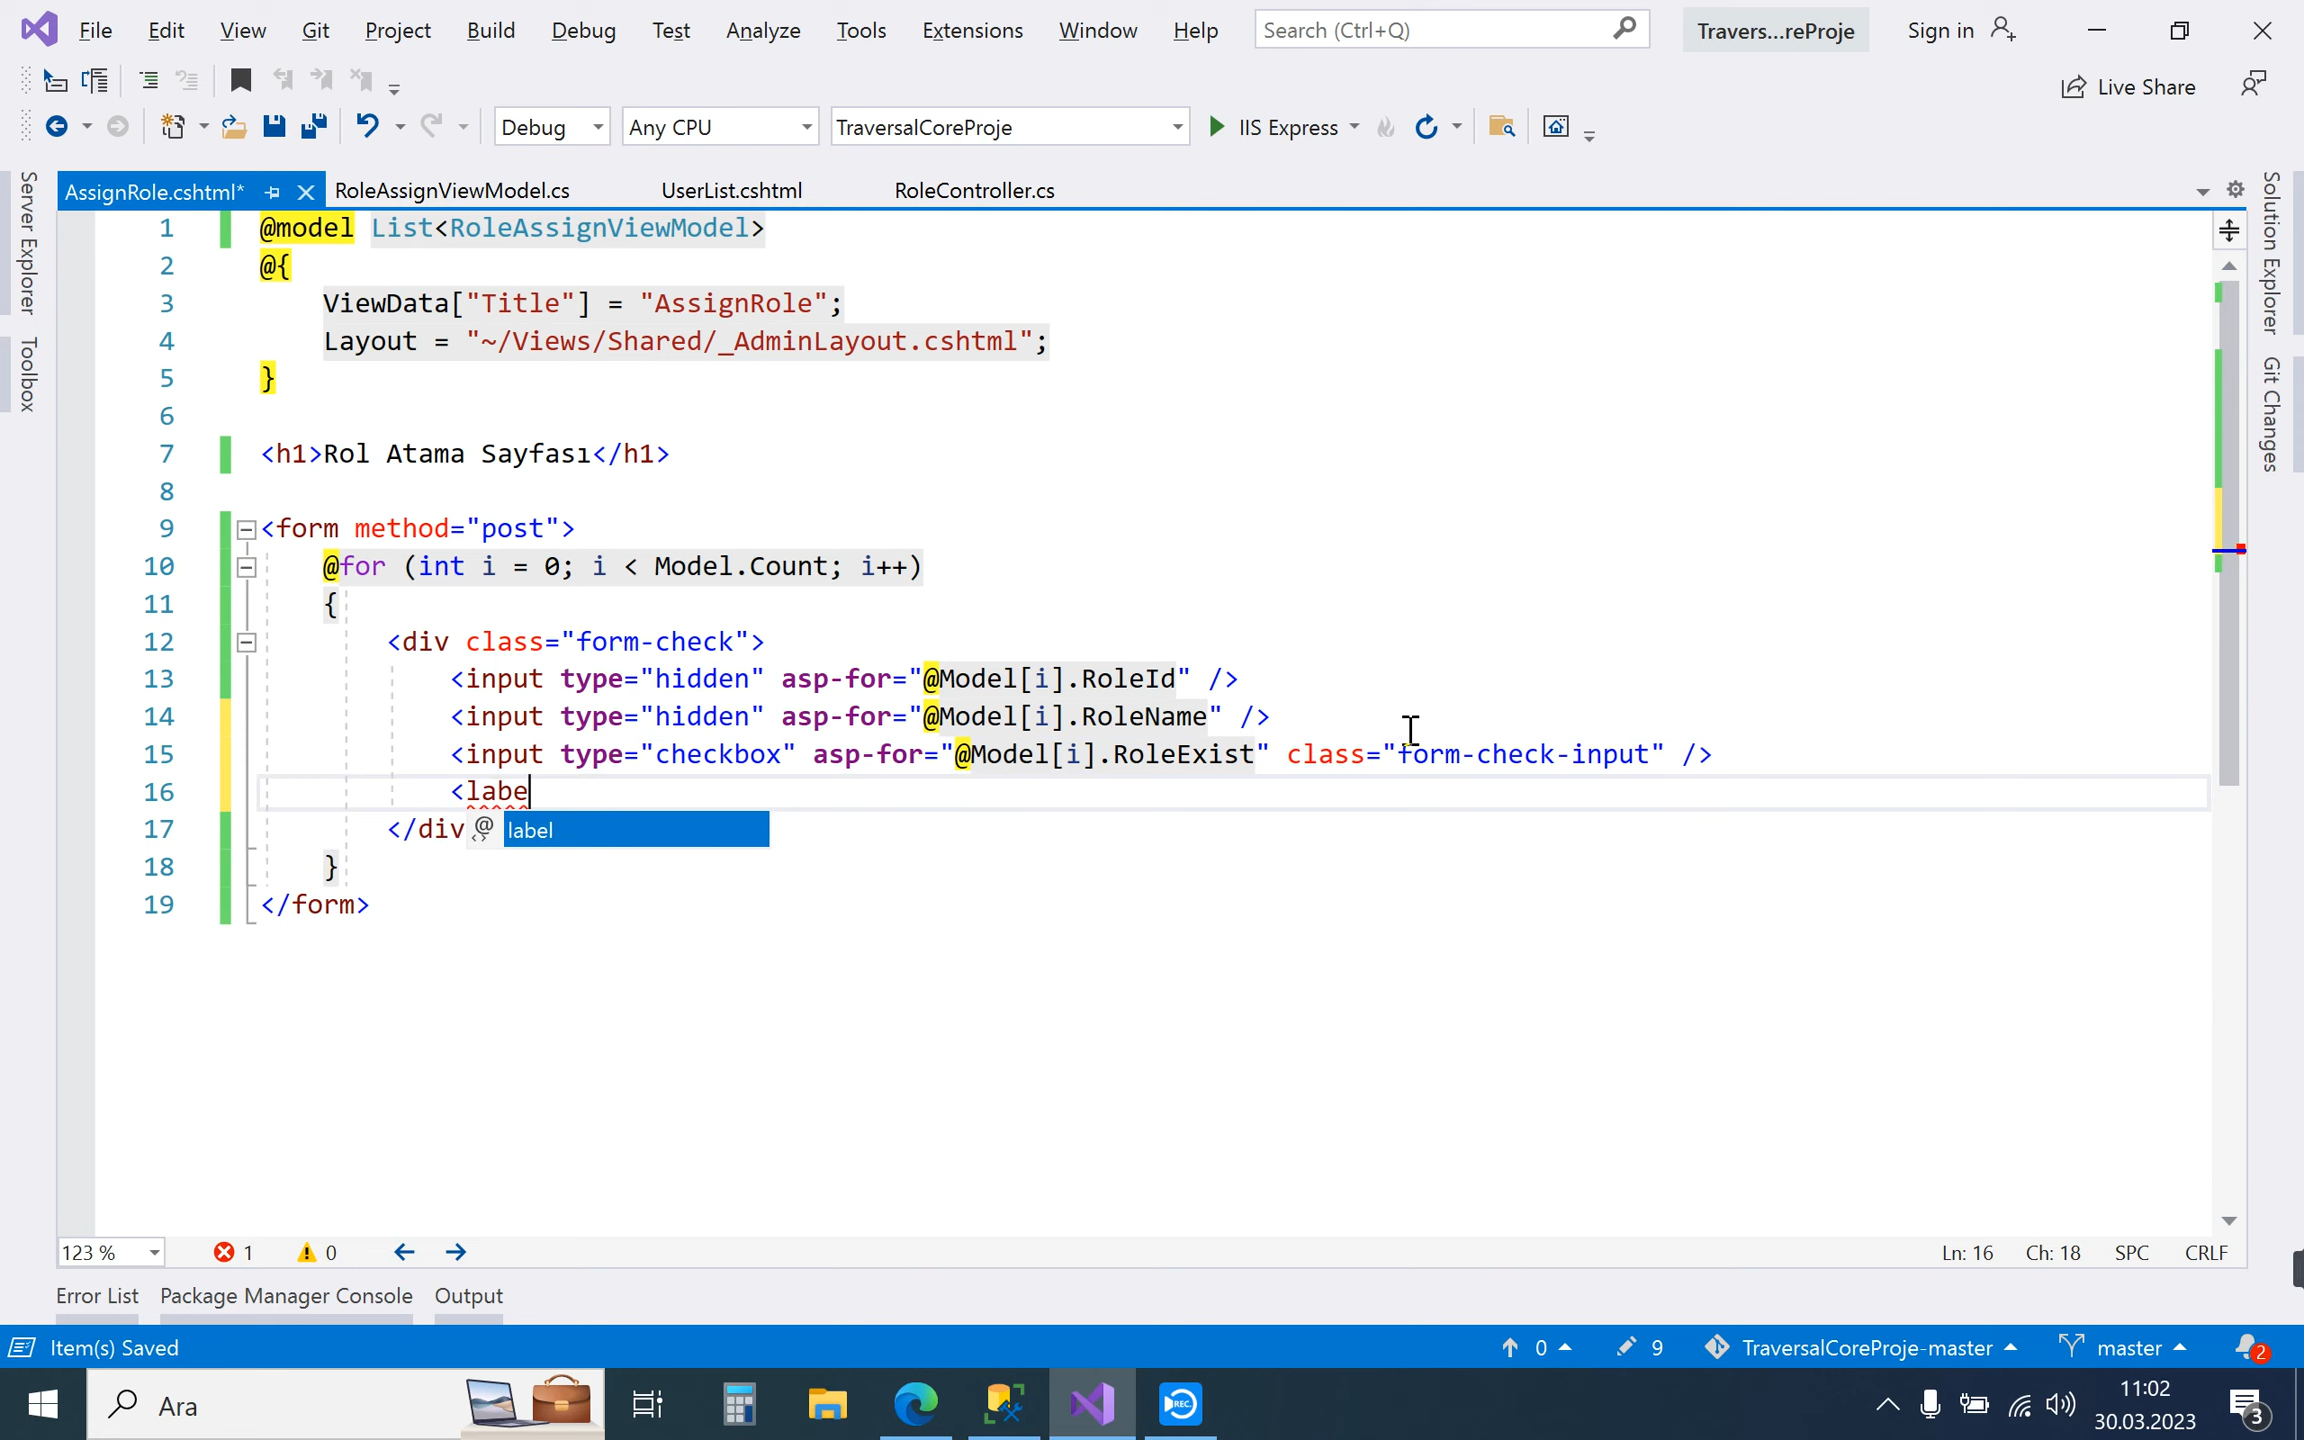 File Edit View Git Project Build Debug Test Analyze Tools Extensions Window Help Search (Ctrl+Q) Travers...reProje Sign in
Live Share
Debug Any CPU TraversalCoreProje IIS Express
AssignRole.cshtml* RoleAssignViewModel.cs UserList.cshtml RoleController.cs
Server Explorer
Toolbox
Solution Explorer
Git Changes
1 @model List<RoleAssignViewModel>
2 @{
3 ViewData["Title"] = "AssignRole";
4 Layout = "~/Views/Shared/_AdminLayout.cshtml";
5 }
6
7 <h1>Rol Atama Sayfası</h1>
8
9 <form method="post">
10 @for (int i = 0; i < Model.Count; i++)
11 {
12 <div class="form-check">
13 <input type="hidden" asp-for="@Model[i].RoleId" />
14 <input type="hidden" asp-for="@Model[i].RoleName" />
15 <input type="checkbox" asp-for="@Model[i].RoleExist" class="form-check-input" />
16 <labe
17 </div label
18 }
19 </form>
123 % 1 0 Ln: 16 Ch: 18 SPC CRLF
Error List Package Manager Console Output
Item(s) Saved 0 9 TraversalCoreProje-master master 2
Ara REC 11:02
30.03.2023 3